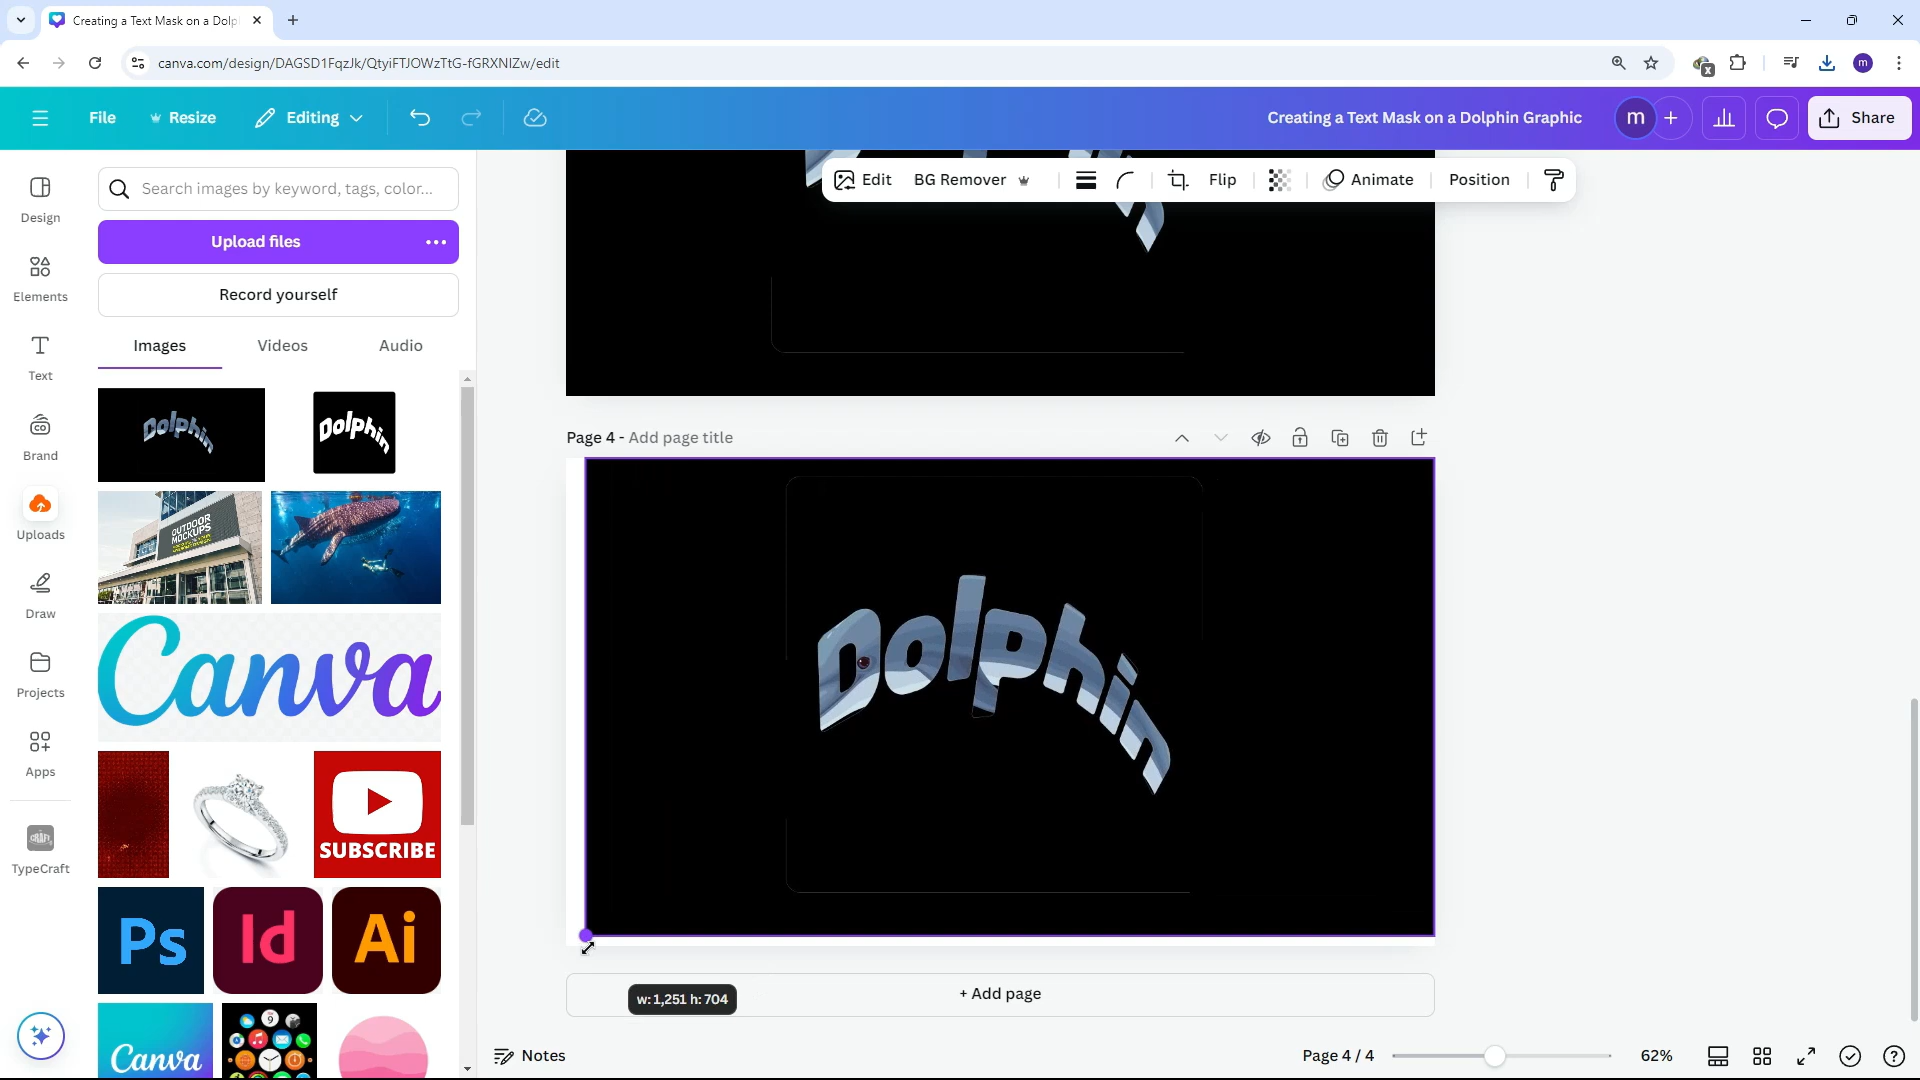 Creating a Text Mask on a Dolp
canva.com/design/DAGSD1FqzJk/QtyiFTJOWzTtG-fGRXNIZw/edit
m
File
Resize
Editing
Creating a Text Mask on a Dolphin Graphic
m
+
Share
Design
Elements
Text
Brand
Uploads
Draw
Projects
Apps
TypeCraft
Search images by keyword, tags, color...
Upload files
Record yourself
Images
Videos
Audio
Dolphin
Dolphin
OUTDOOR
MOCKUPS
Canva
SUBSCRIBE
Ps
Id
Ai
Canva
9
Edit
BG Remover
Flip
Animate
Position
Page 4 - Add page title
Dolphin
w: 1,251 h: 704
+ Add page
Notes
Page 4 / 4
62%